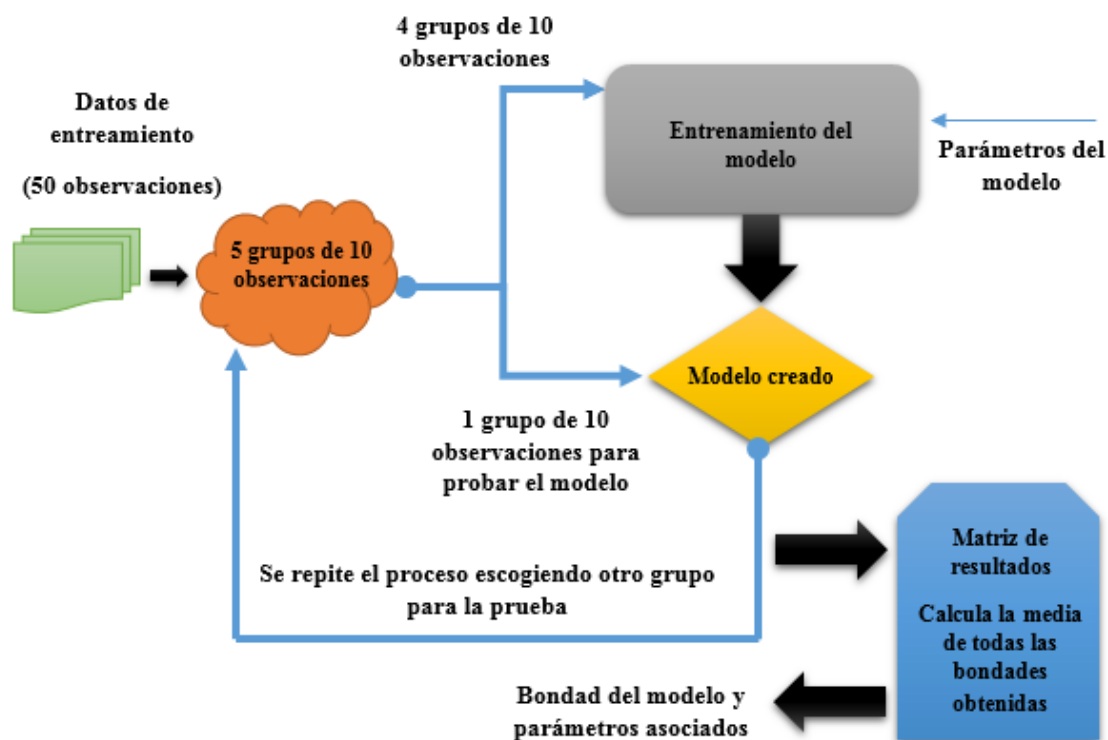 4 grupos de 10
observaciones
Datos de
entreamiento
(50 observaciones)
Entrenamiento del
modelo
Parámetros del
modelo
5 grupos de 10
observaciones
Modelo creado
1 grupo de 10
observaciones para
probar el modelo
Se repite el proceso escogiendo otro grupo
para la prueba
Matriz de
resultados
Calcula la media
de todas las
bondades
obtenidas
Bondad del modelo y
parámetros asociados